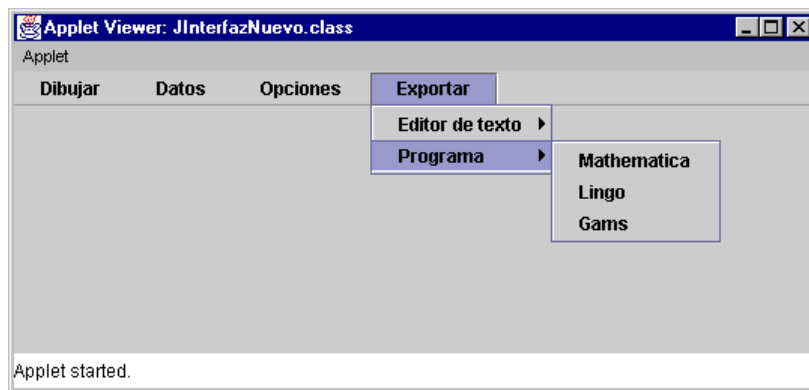 Applet Viewer: JInterfazNuevo.class
Applet
Dibujar Datos Opciones Exportar
Editor de texto
Programa
Mathematica
Lingo
Gams
Applet started.